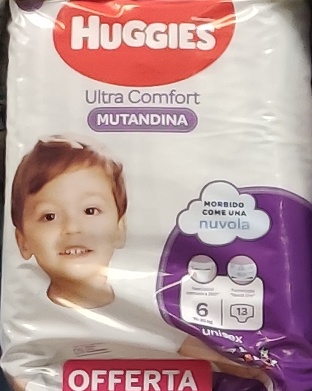 HUGGIES
Ultra Comfort
MUTANDINA
MORBIDO
COME UNA
nuvola
6
13
Unisex
OFFERTA